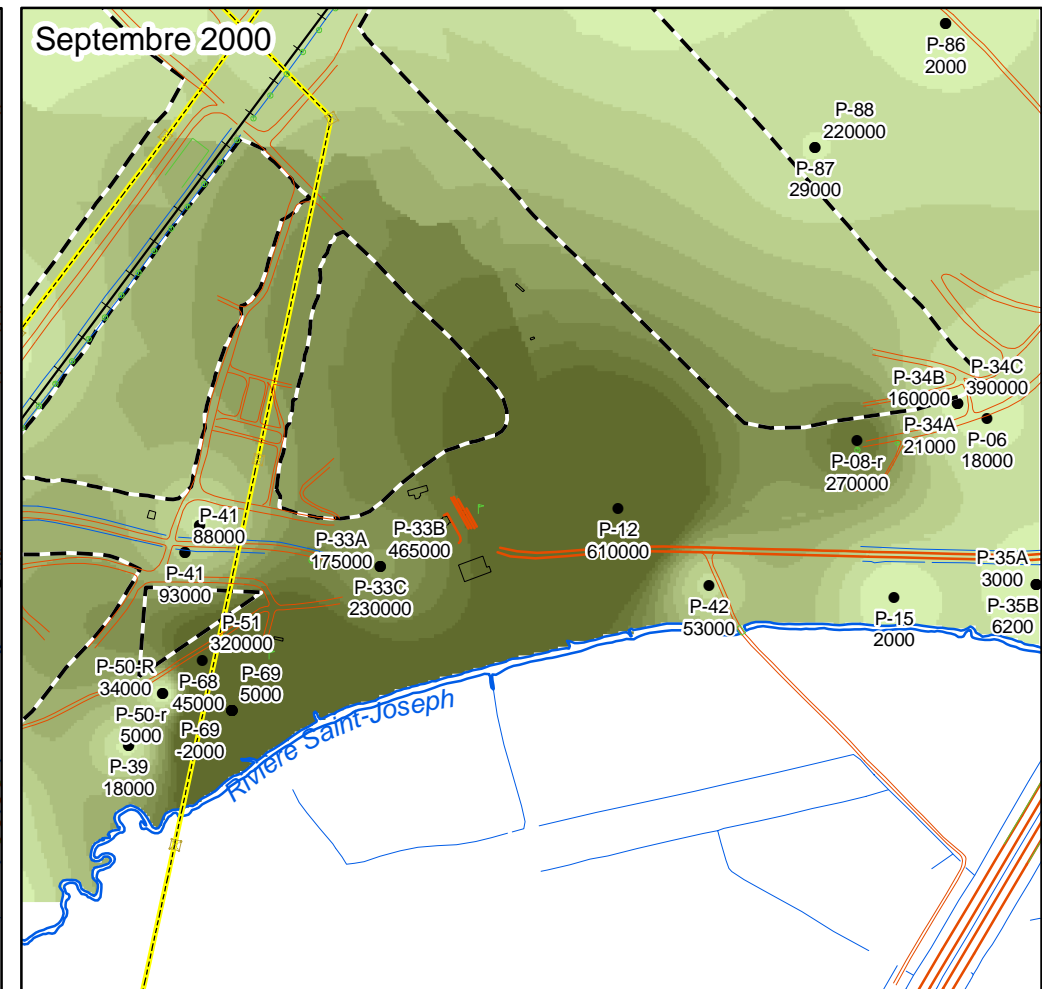 Septembre 2000
P-86
2000
P-88
220000
P-87
29000
P-34C
390000
P-34B
160000
P-34A
21000
P-06
18000
P-08-r
270000
P-12
610000
P-41
88000
P-41
93000
P-33A
175000
P-33B
465000
P-33C
230000
P-35A
3000
P-35B
6200
P-42
53000
P-15
2000
P-51
320000
P-50-R
34000
P-68
45000
P-69
5000
P-50-r
5000
P-69
-2000
P-39
18000
Rivière Saint-Joseph